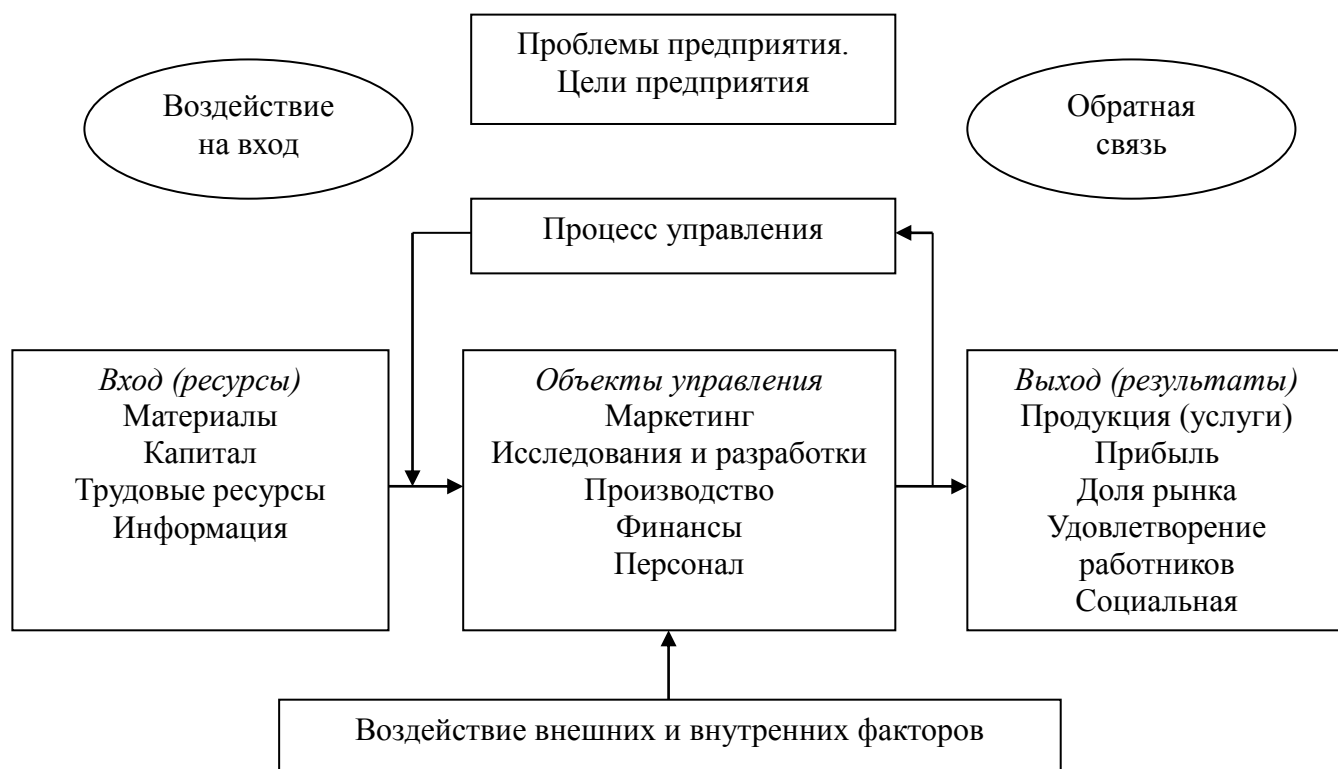 Проблемы предприятия.
Цели предприятия
Воздействие
на вход
Обратная
связь
Процесс управления
Вход (ресурсы)
Материалы
Капитал
Трудовые ресурсы
Информация
Объекты управления
Маркетинг
Исследования и разработки
Производство
Финансы
Персонал
Выход (результаты)
Продукция (услуги)
Прибыль
Доля рынка
Удовлетворение
работников
Социальная
Воздействие внешних и внутренних факторов